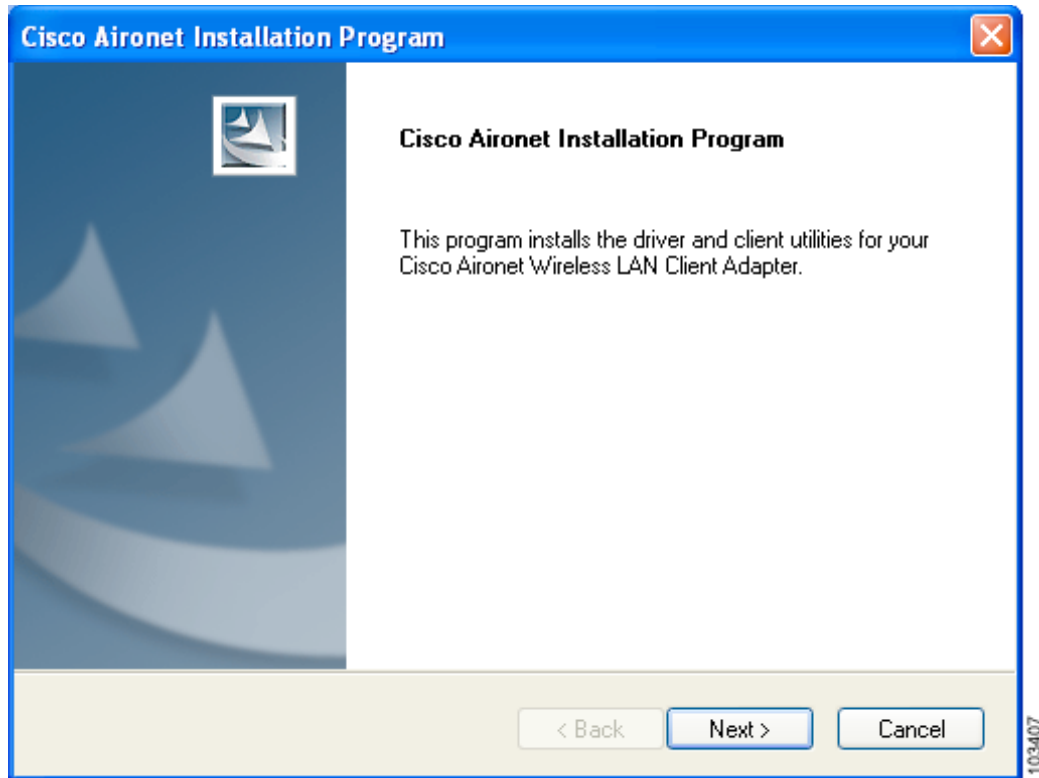 Cisco Aironet Installation Program
Cisco Aironet Installation Program
This program installs the driver and client utilities for your
Cisco Aironet Wireless LAN Client Adapter.
< Back
Next >
Cancel
103407